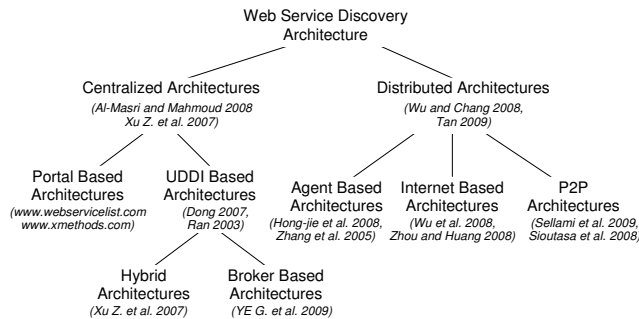 Web Service Discovery
Architecture
Centralized Architectures
(Al-Masri and Mahmoud 2008
Xu Z. et al. 2007)
Distributed Architectures
(Wu and Chang 2008,
Tan 2009)
Portal Based
Architectures
(www.webservicelist.com
www.xmethods.com)
UDDI Based
Architectures
(Dong 2007,
Ran 2003)
Agent Based
Architectures
(Hong-jie et al. 2008,
Zhang et al. 2005)
Internet Based
Architectures
(Wu et al. 2008,
Zhou and Huang 2008)
P2P
Architectures
(Sellami et al. 2009,
Sioutasa et al. 2008)
Hybrid
Architectures
(Xu Z. et al. 2007)
Broker Based
Architectures
(YE G. et al. 2009)